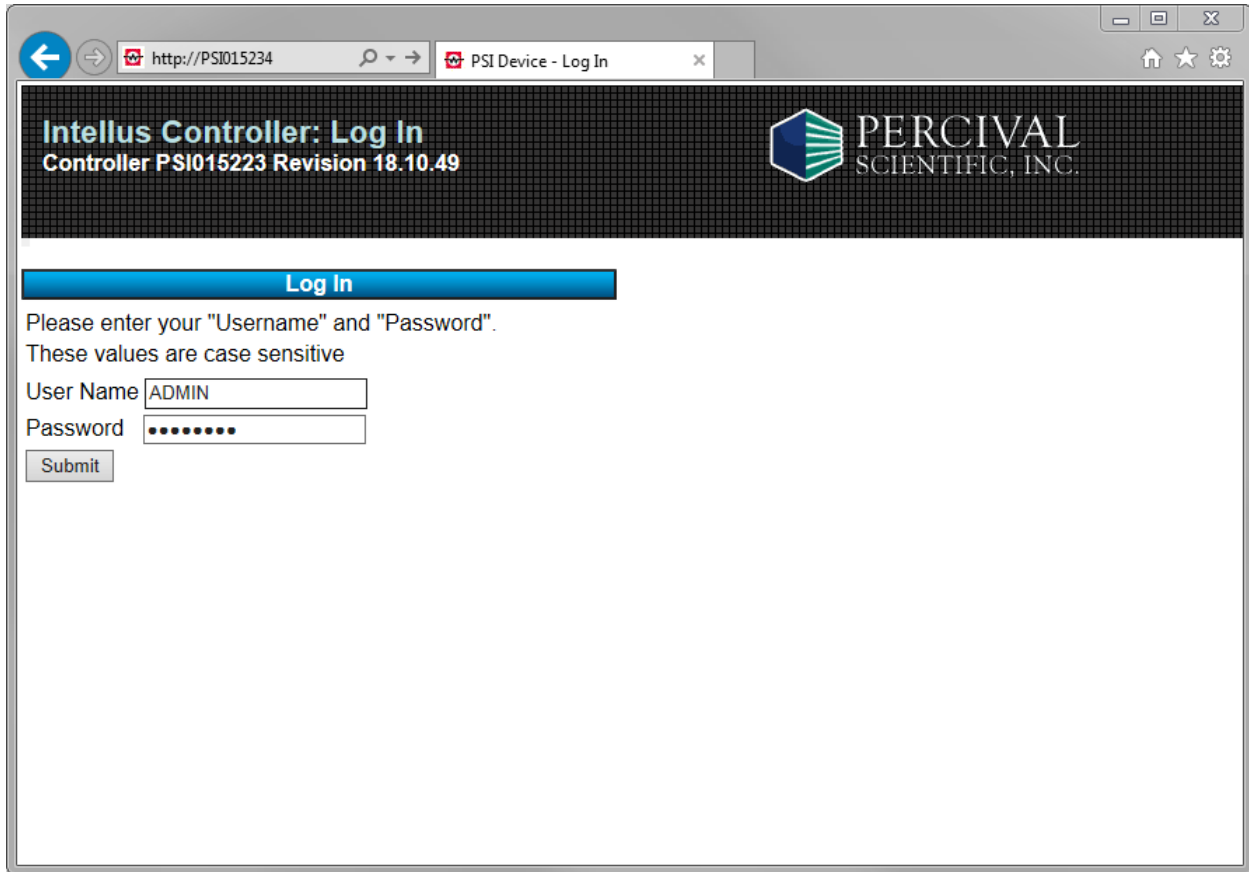 http://PSI015234
PSI Device - Log In
Intellus Controller: Log In
Controller PSI015223 Revision 18.10.49
PERCIVAL
SCIENTIFIC, INC.
Log In
Please enter your "Username" and "Password".
These values are case sensitive
User Name ADMIN
Password ••••••••
Submit